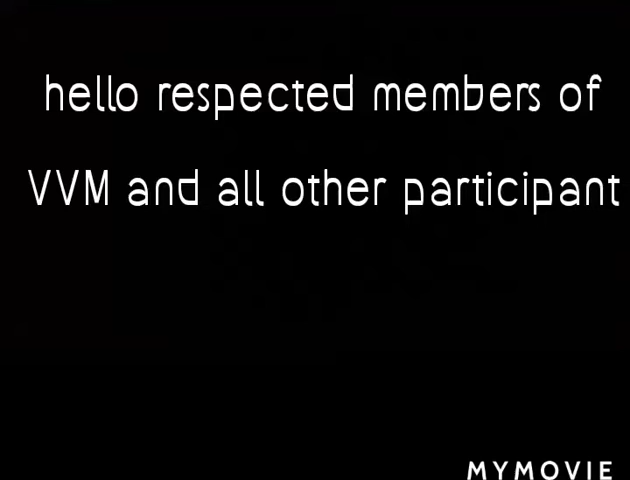 hello respected members of
VVM and all other participant
MYMOVIE